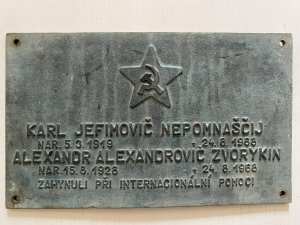 KARL JEFIMOVIČ NEPOMNAŠČIJ
NAR. 5.3.1919 + 24.8.1968
ALEXANDR ALEXANDROVIČ ZVORYKIN
NAR. 15.8.1928 + 24.8.1968
ZAHYNULI PŘI INTERNACIONÁLNÍ POMOCI